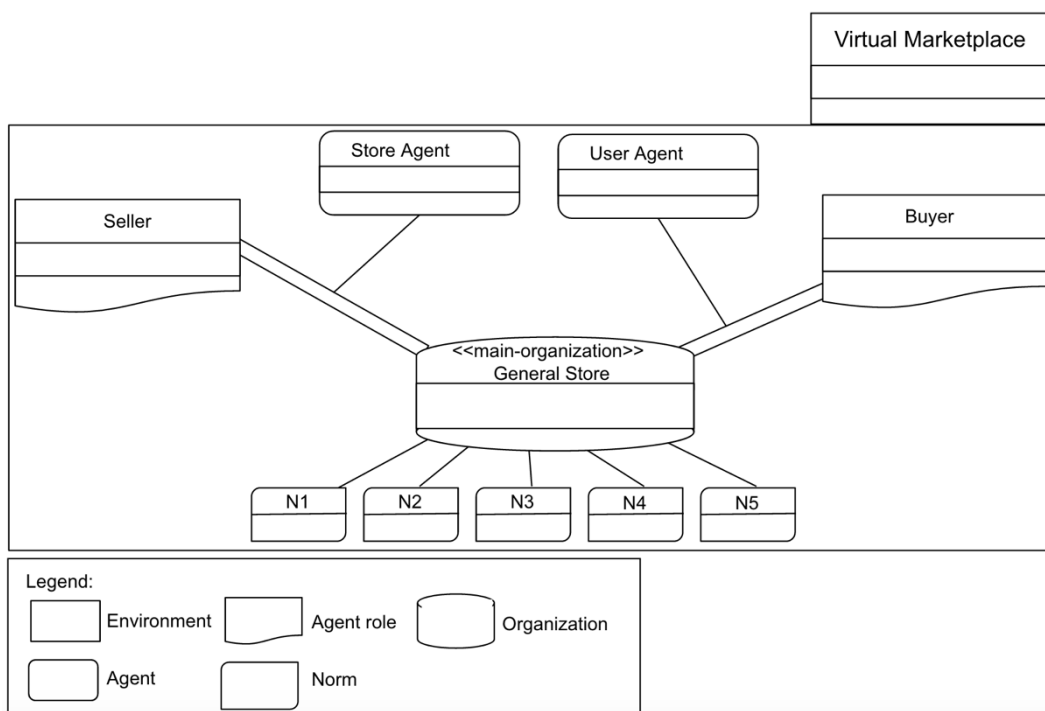 Virtual Marketplace
Store Agent
User Agent
Seller
Buyer
<<main-organization>>
General Store
N1
N2
N3
N4
N5
Legend:
Environment
Agent role
Organization
Agent
Norm